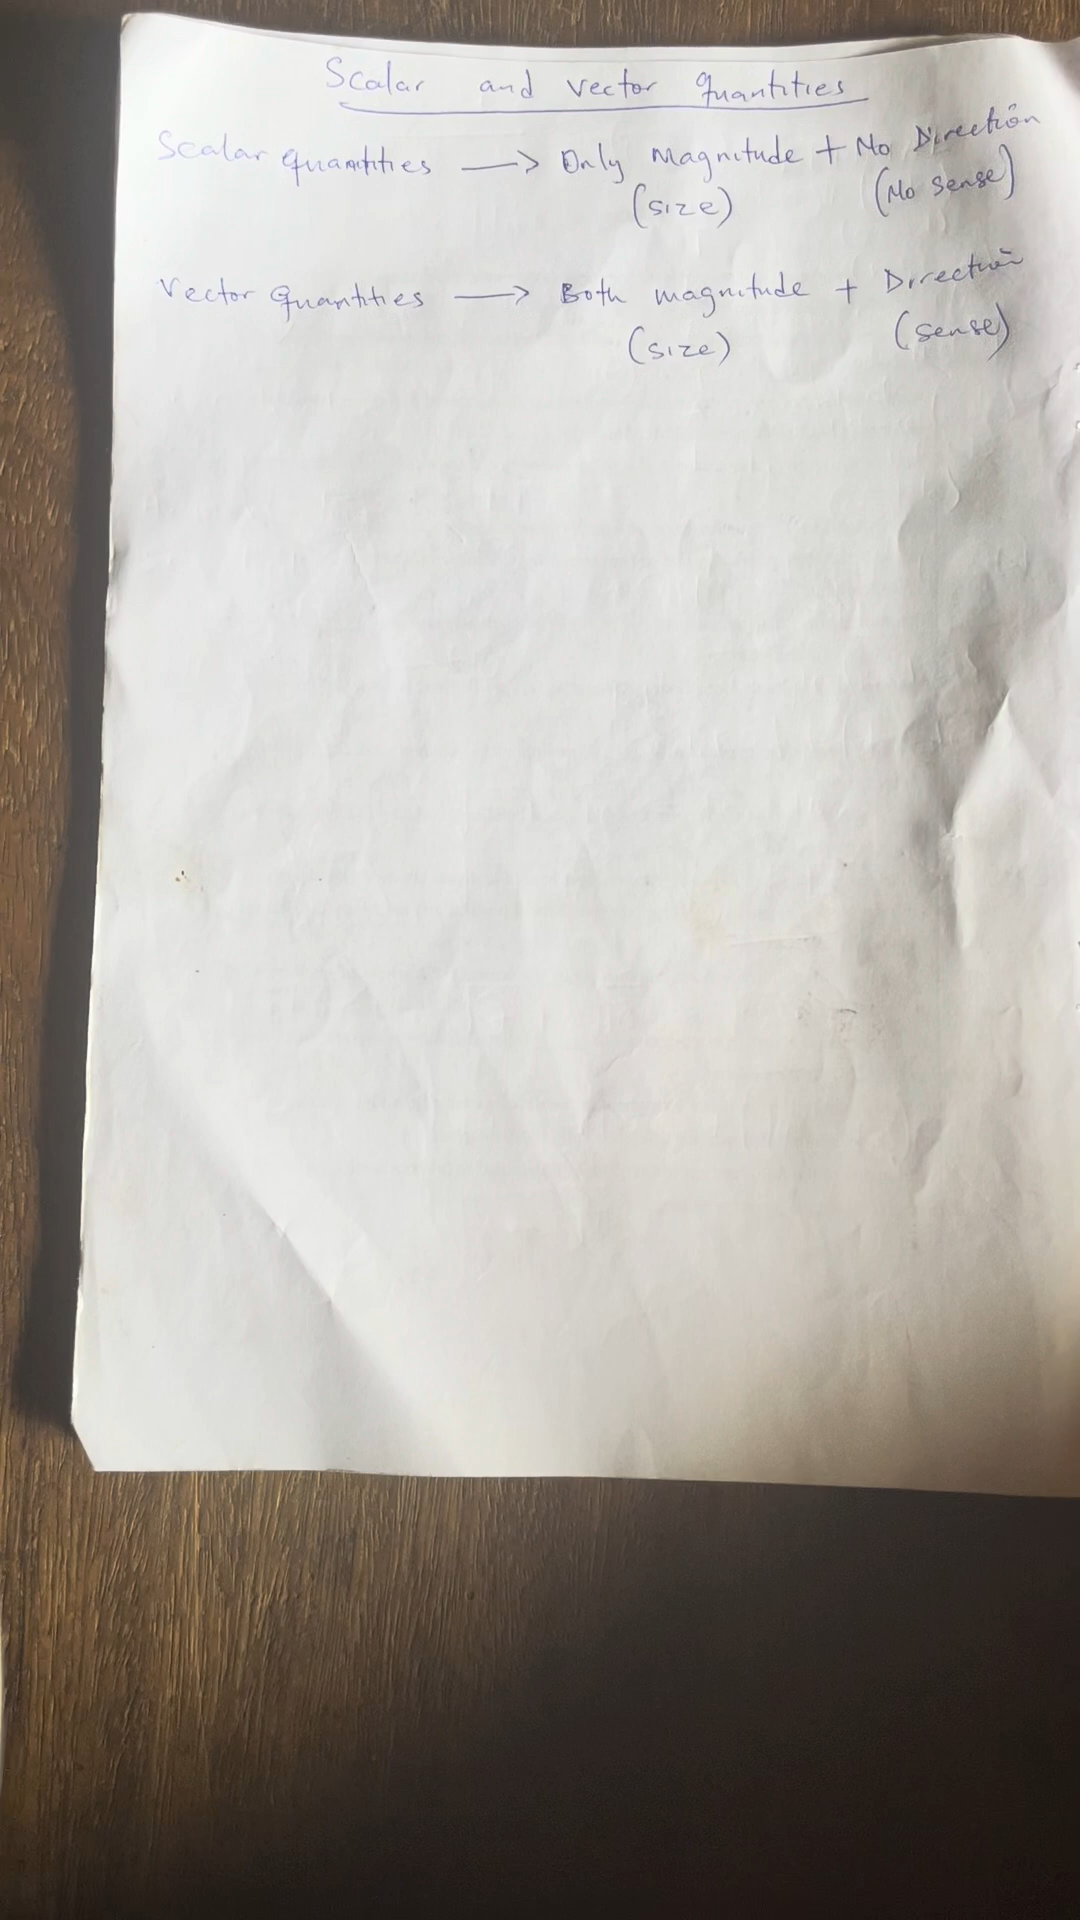 Scalar and vector quantities
Scalar quantities → Only magnitude + No Direction
(size) (No sense)
Vector quantities → Both magnitude + Direction
(size) (sense)